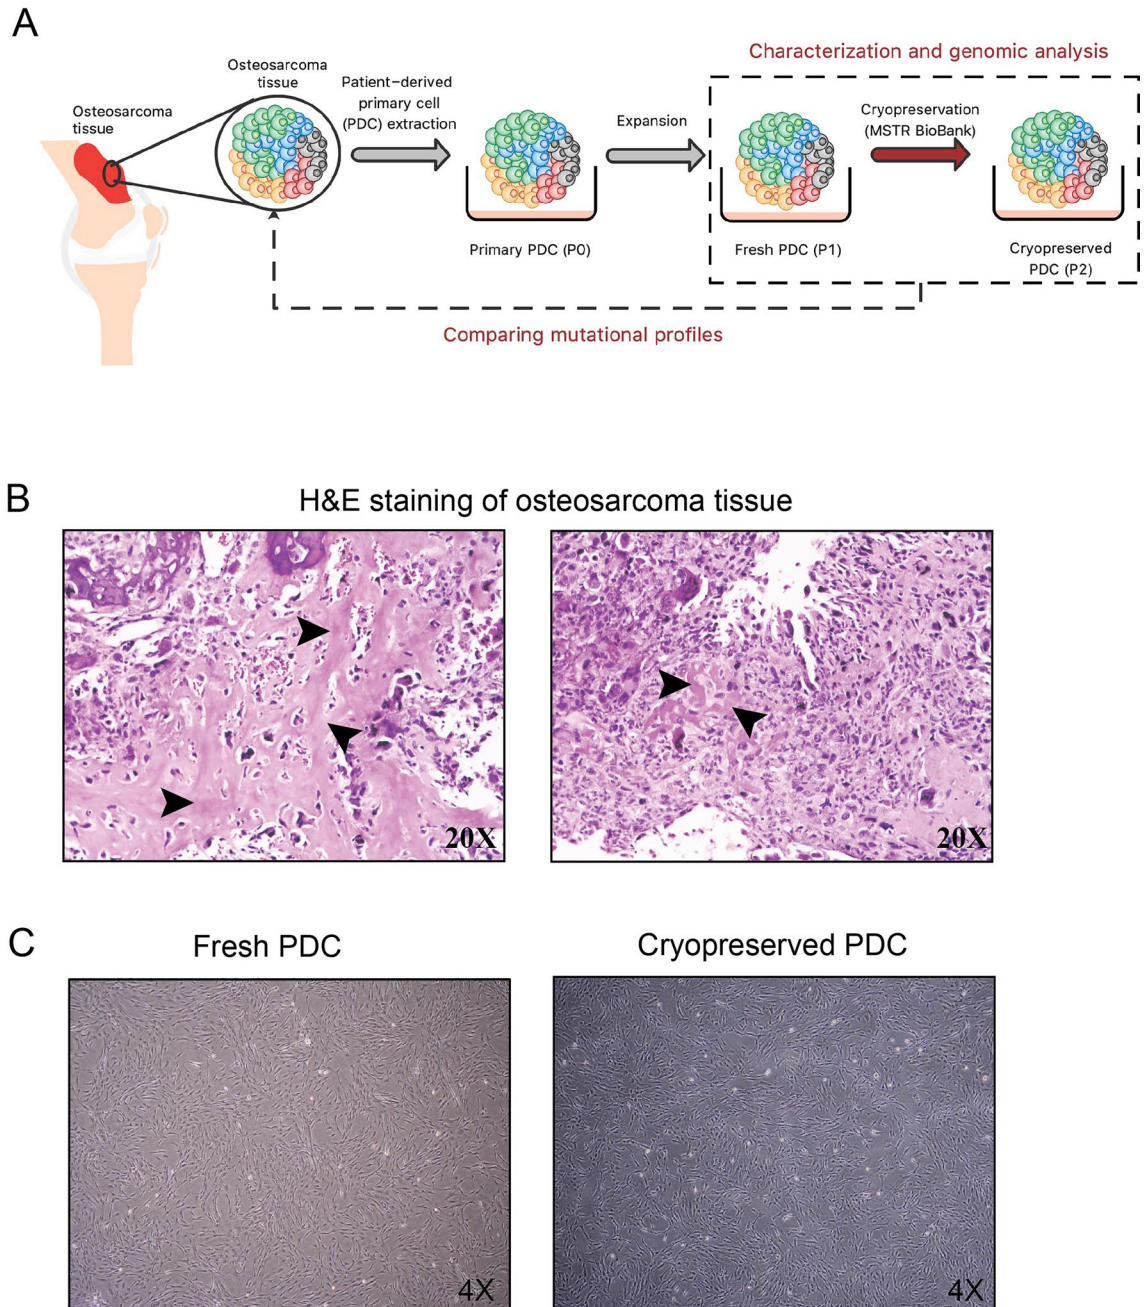 A
Characterization and genomic analysis
Osteosarcoma
tissue
Osteosarcoma
tissue
Patient–derived
primary cell
(PDC) extraction
Expansion
Cryopreservation
(MSTR BioBank)
Primary PDC (P0)
Fresh PDC (P1)
Cryopreserved
PDC (P2)
Comparing mutational profiles
B
H&E staining of osteosarcoma tissue
20X
20X
C
Fresh PDC
Cryopreserved PDC
4X
4X